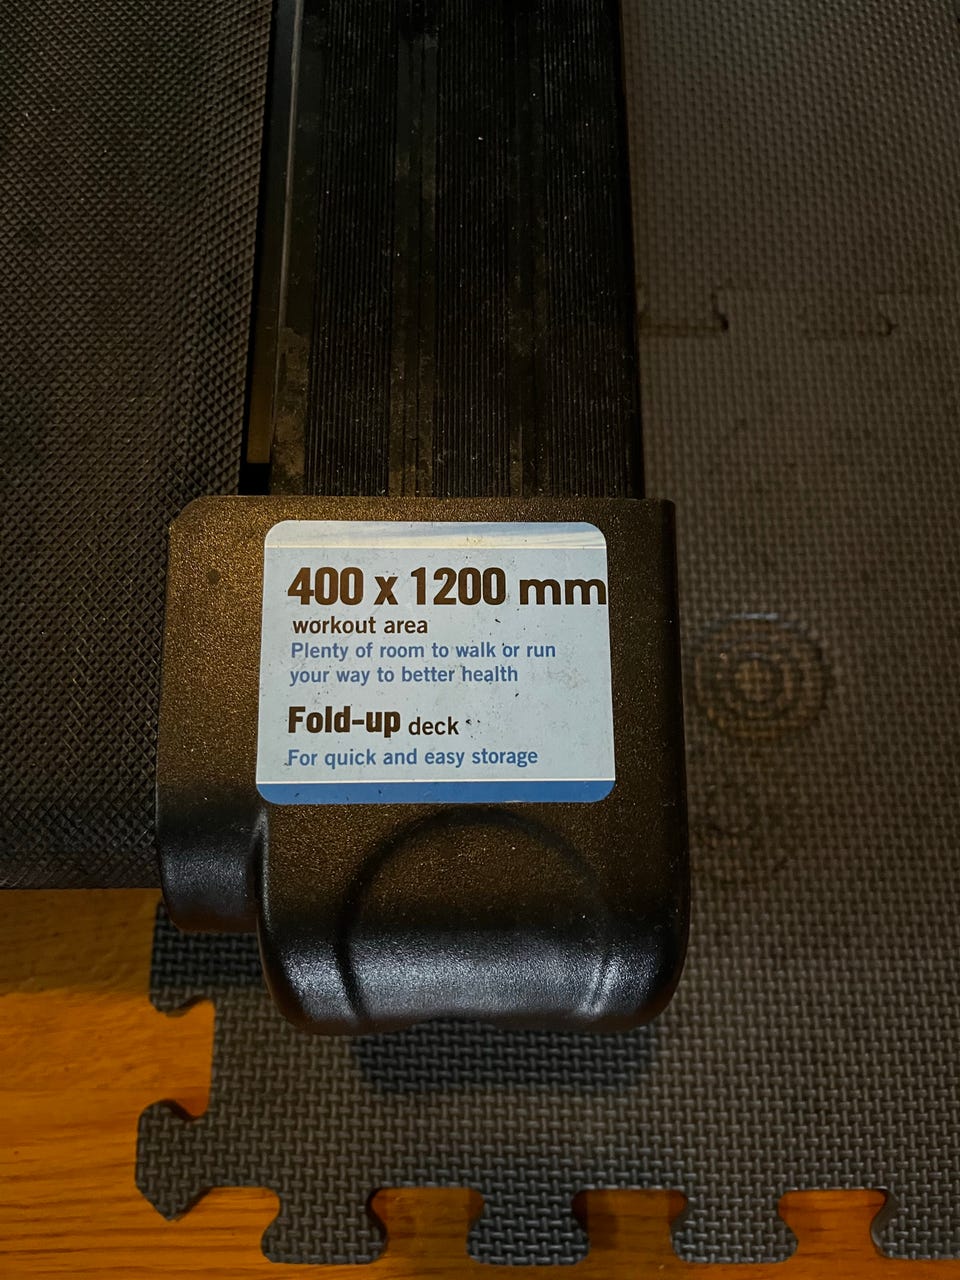 400 x 1200 mm
workout area
Plenty of room to walk or run
your way to better health
Fold-up deck
For quick and easy storage